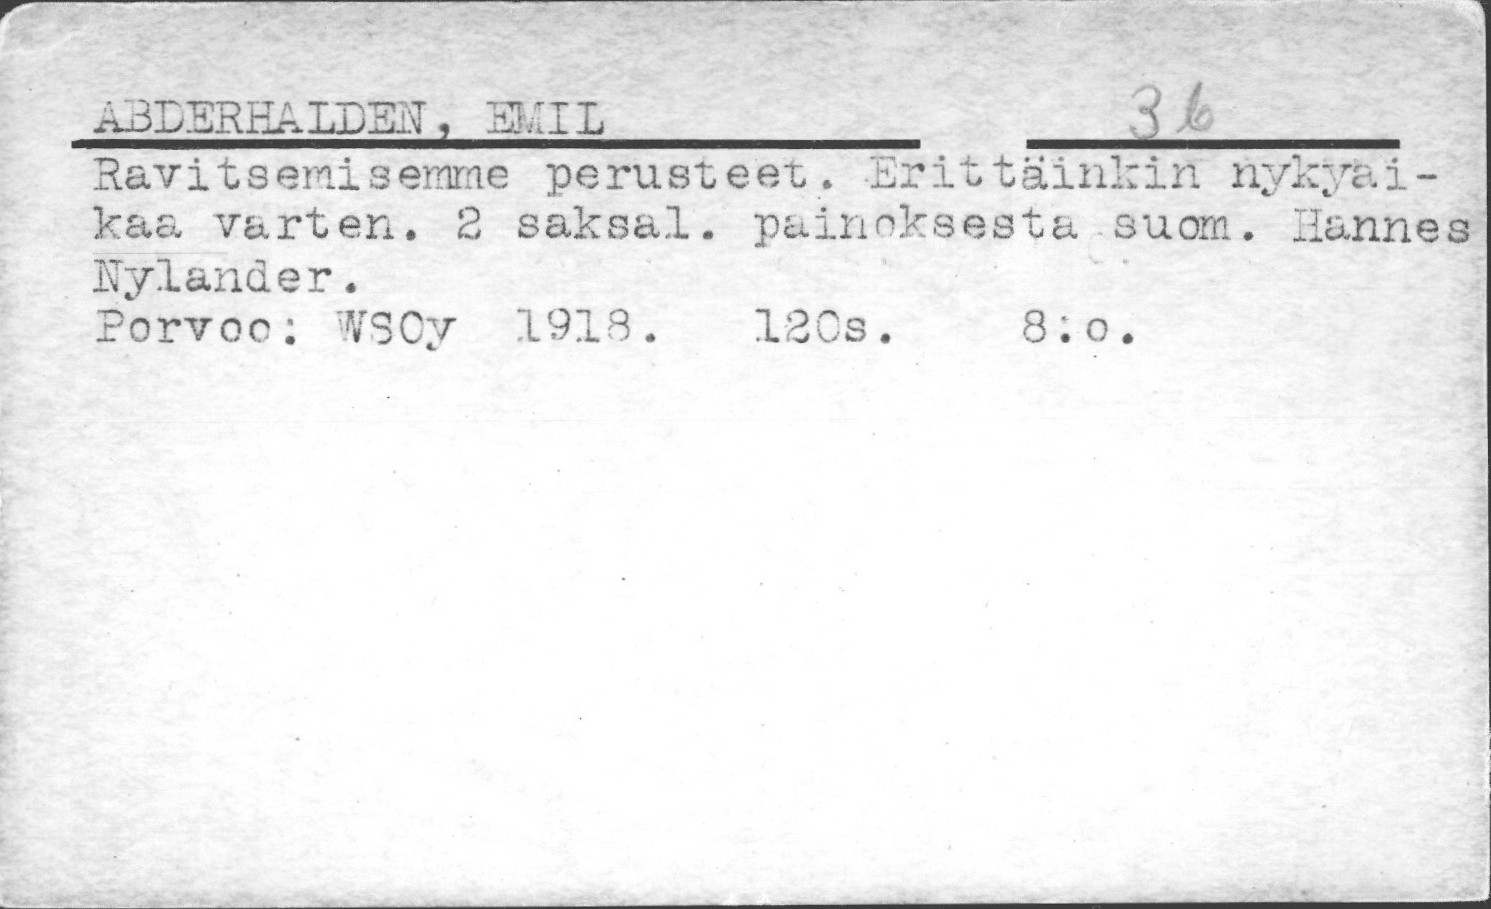 ABDERHALDEN, EMIL 36
Ravitsemisemme perusteet. Erittäinkin nykyai-
kaa varten. 2 saksal. painoksesta suom. Hannes
Nylander.
Porvoo: WSOy 1918. 120s. 8:o.